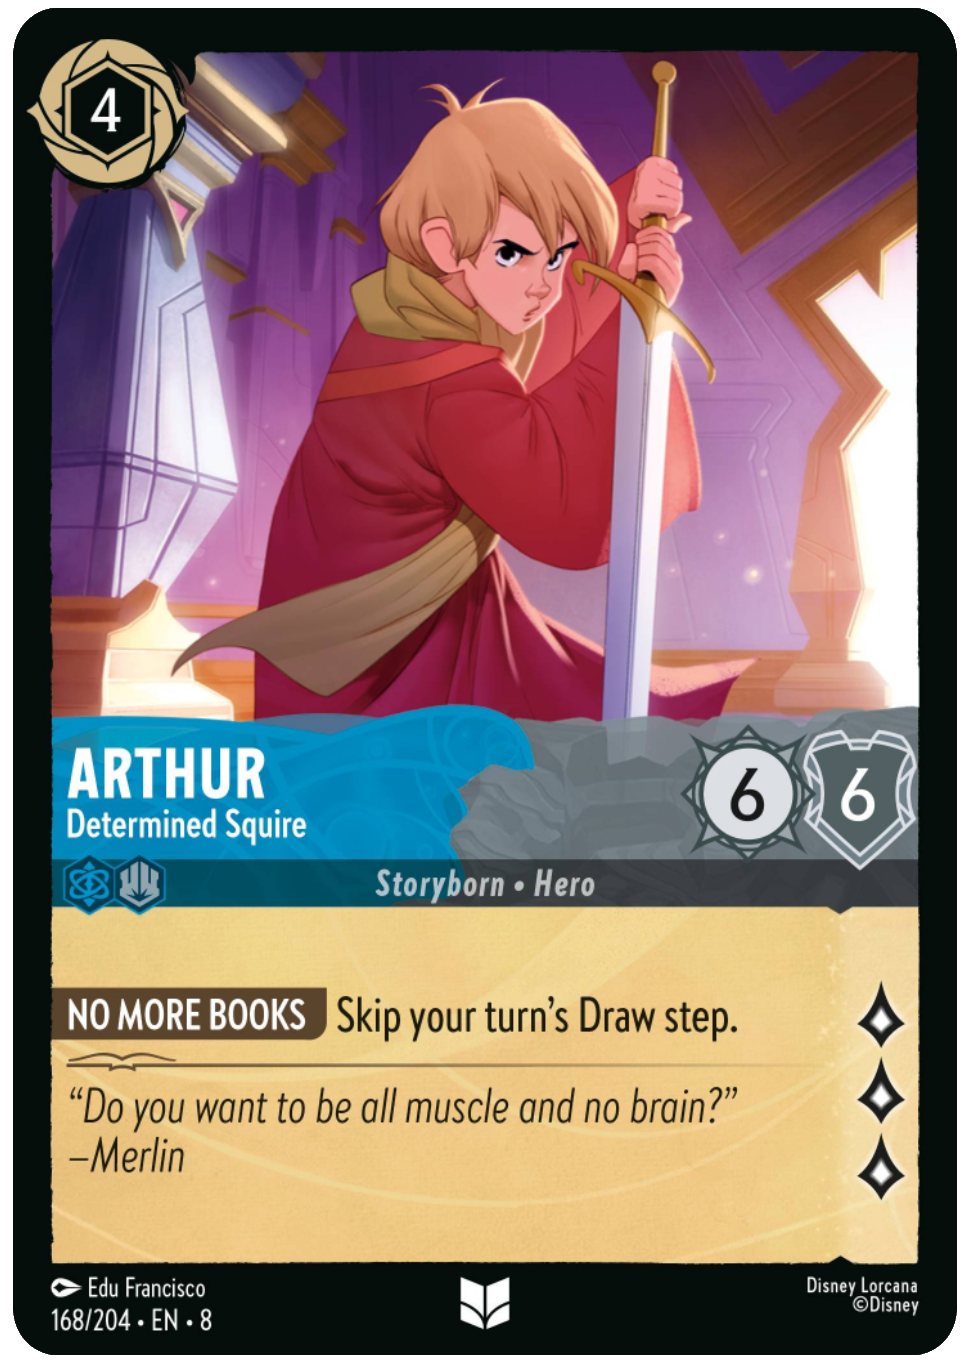 4
ARTHUR
Determined Squire
6 6
Storyborn • Hero
NO MORE BOOKS Skip your turn’s Draw step.
“Do you want to be all muscle and no brain?”
–Merlin
Edu Francisco
168/204 • EN • 8
Disney Lorcana
©Disney